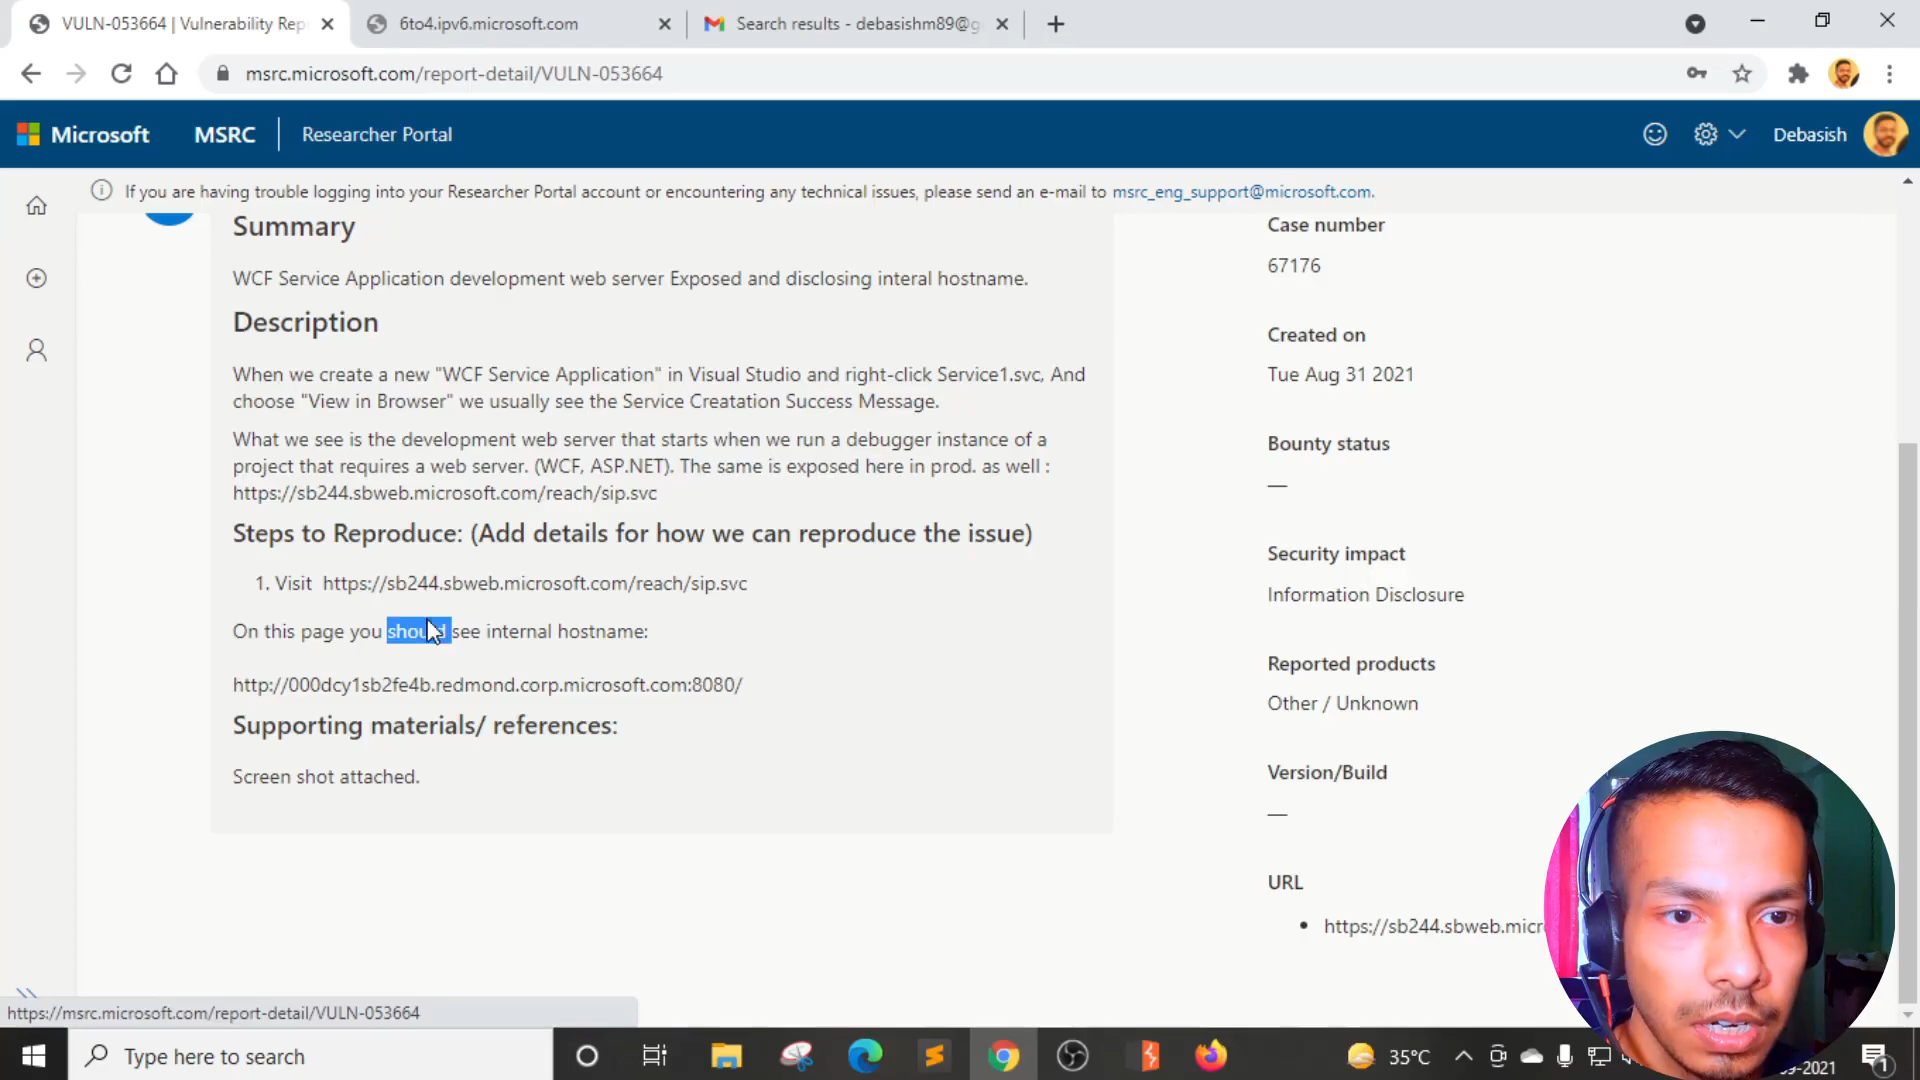 VULN-053664 | Vulnerability Rep
6to4.ipv6.microsoft.com
Search results - debasishm89@g
msrc.microsoft.com/report-detail/VULN-053664
Microsoft
MSRC
Researcher Portal
Debasish
If you are having trouble logging into your Researcher Portal account or encountering any technical issues, please send an e-mail to msrc_eng_support@microsoft.com.
Summary
WCF Service Application development web server Exposed and disclosing interal hostname.
Description
When we create a new "WCF Service Application" in Visual Studio and right-click Service1.svc, And
choose "View in Browser" we usually see the Service Creatation Success Message.
What we see is the development web server that starts when we run a debugger instance of a
project that requires a web server. (WCF, ASP.NET). The same is exposed here in prod. as well :
https://sb244.sbweb.microsoft.com/reach/sip.svc
Steps to Reproduce: (Add details for how we can reproduce the issue)
1. Visit https://sb244.sbweb.microsoft.com/reach/sip.svc
On this page you should see internal hostname:
http://000dcy1sb2fe4b.redmond.corp.microsoft.com:8080/
Supporting materials/ references:
Screen shot attached.
Case number
67176
Created on
Tue Aug 31 2021
Bounty status
—
Security impact
Information Disclosure
Reported products
Other / Unknown
Version/Build
—
URL
• https://sb244.sbweb.micr
https://msrc.microsoft.com/report-detail/VULN-053664
Type here to search
35°C
-2021
1